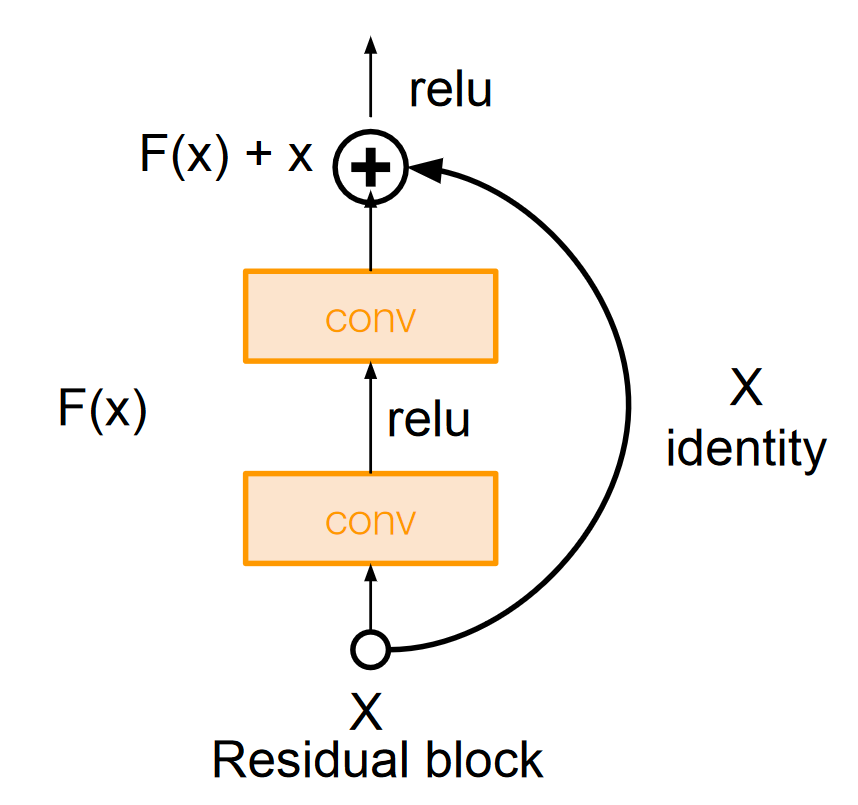 relu
F(x) + x
conv
F(x)
relu
X
identity
conv
X
Residual block